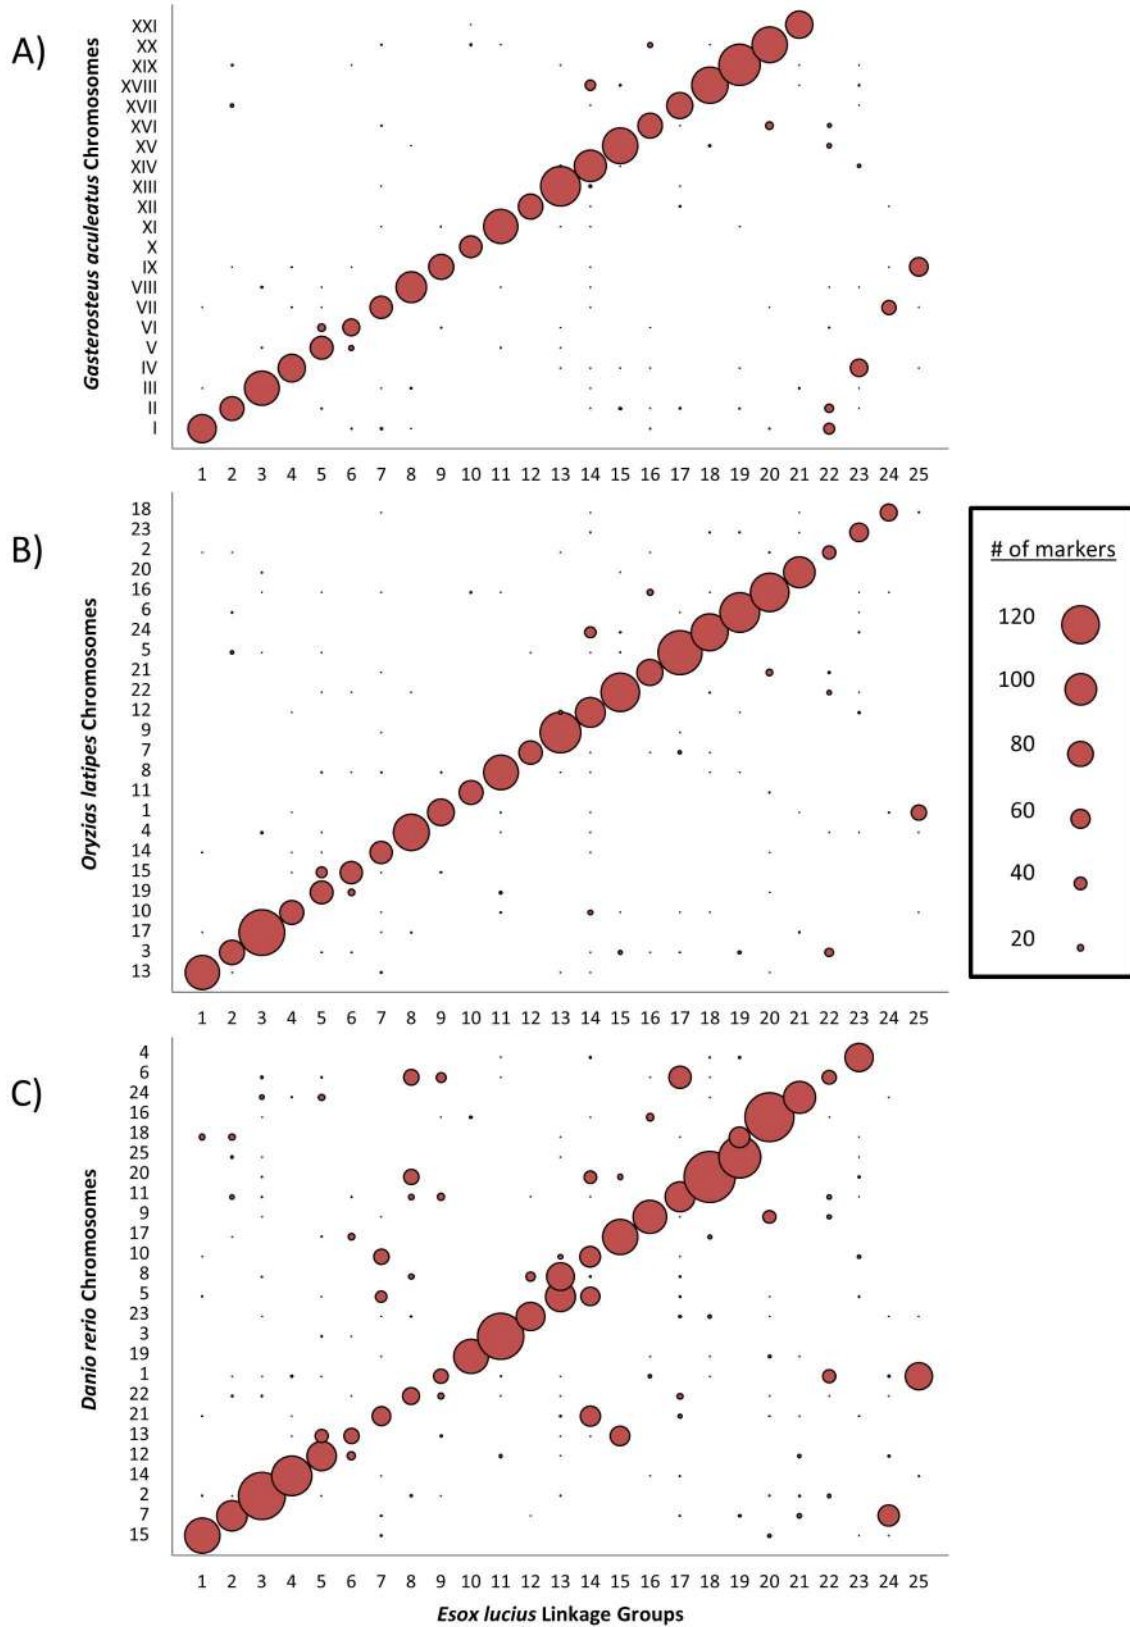 A)
Gasterosteus aculeatus Chromosomes
XXI
XX
XIX
XVIII
XVII
XVI
XV
XIV
XIII
XII
XI
X
IX
VIII
VII
VI
V
IV
III
II
I
1 2 3 4 5 6 7 8 9 10 11 12 13 14 15 16 17 18 19 20 21 22 23 24 25
B)
Oryzias latipes Chromosomes
18
23
2
20
16
6
24
5
21
22
12
9
7
8
11
1
4
14
15
19
10
17
3
13
1 2 3 4 5 6 7 8 9 10 11 12 13 14 15 16 17 18 19 20 21 22 23 24 25
# of markers
120
100
80
60
40
20
C)
Danio rerio Chromosomes
4
6
24
16
18
25
20
11
9
17
10
8
5
23
3
19
1
22
21
13
12
14
2
7
15
1 2 3 4 5 6 7 8 9 10 11 12 13 14 15 16 17 18 19 20 21 22 23 24 25
Esox lucius Linkage Groups